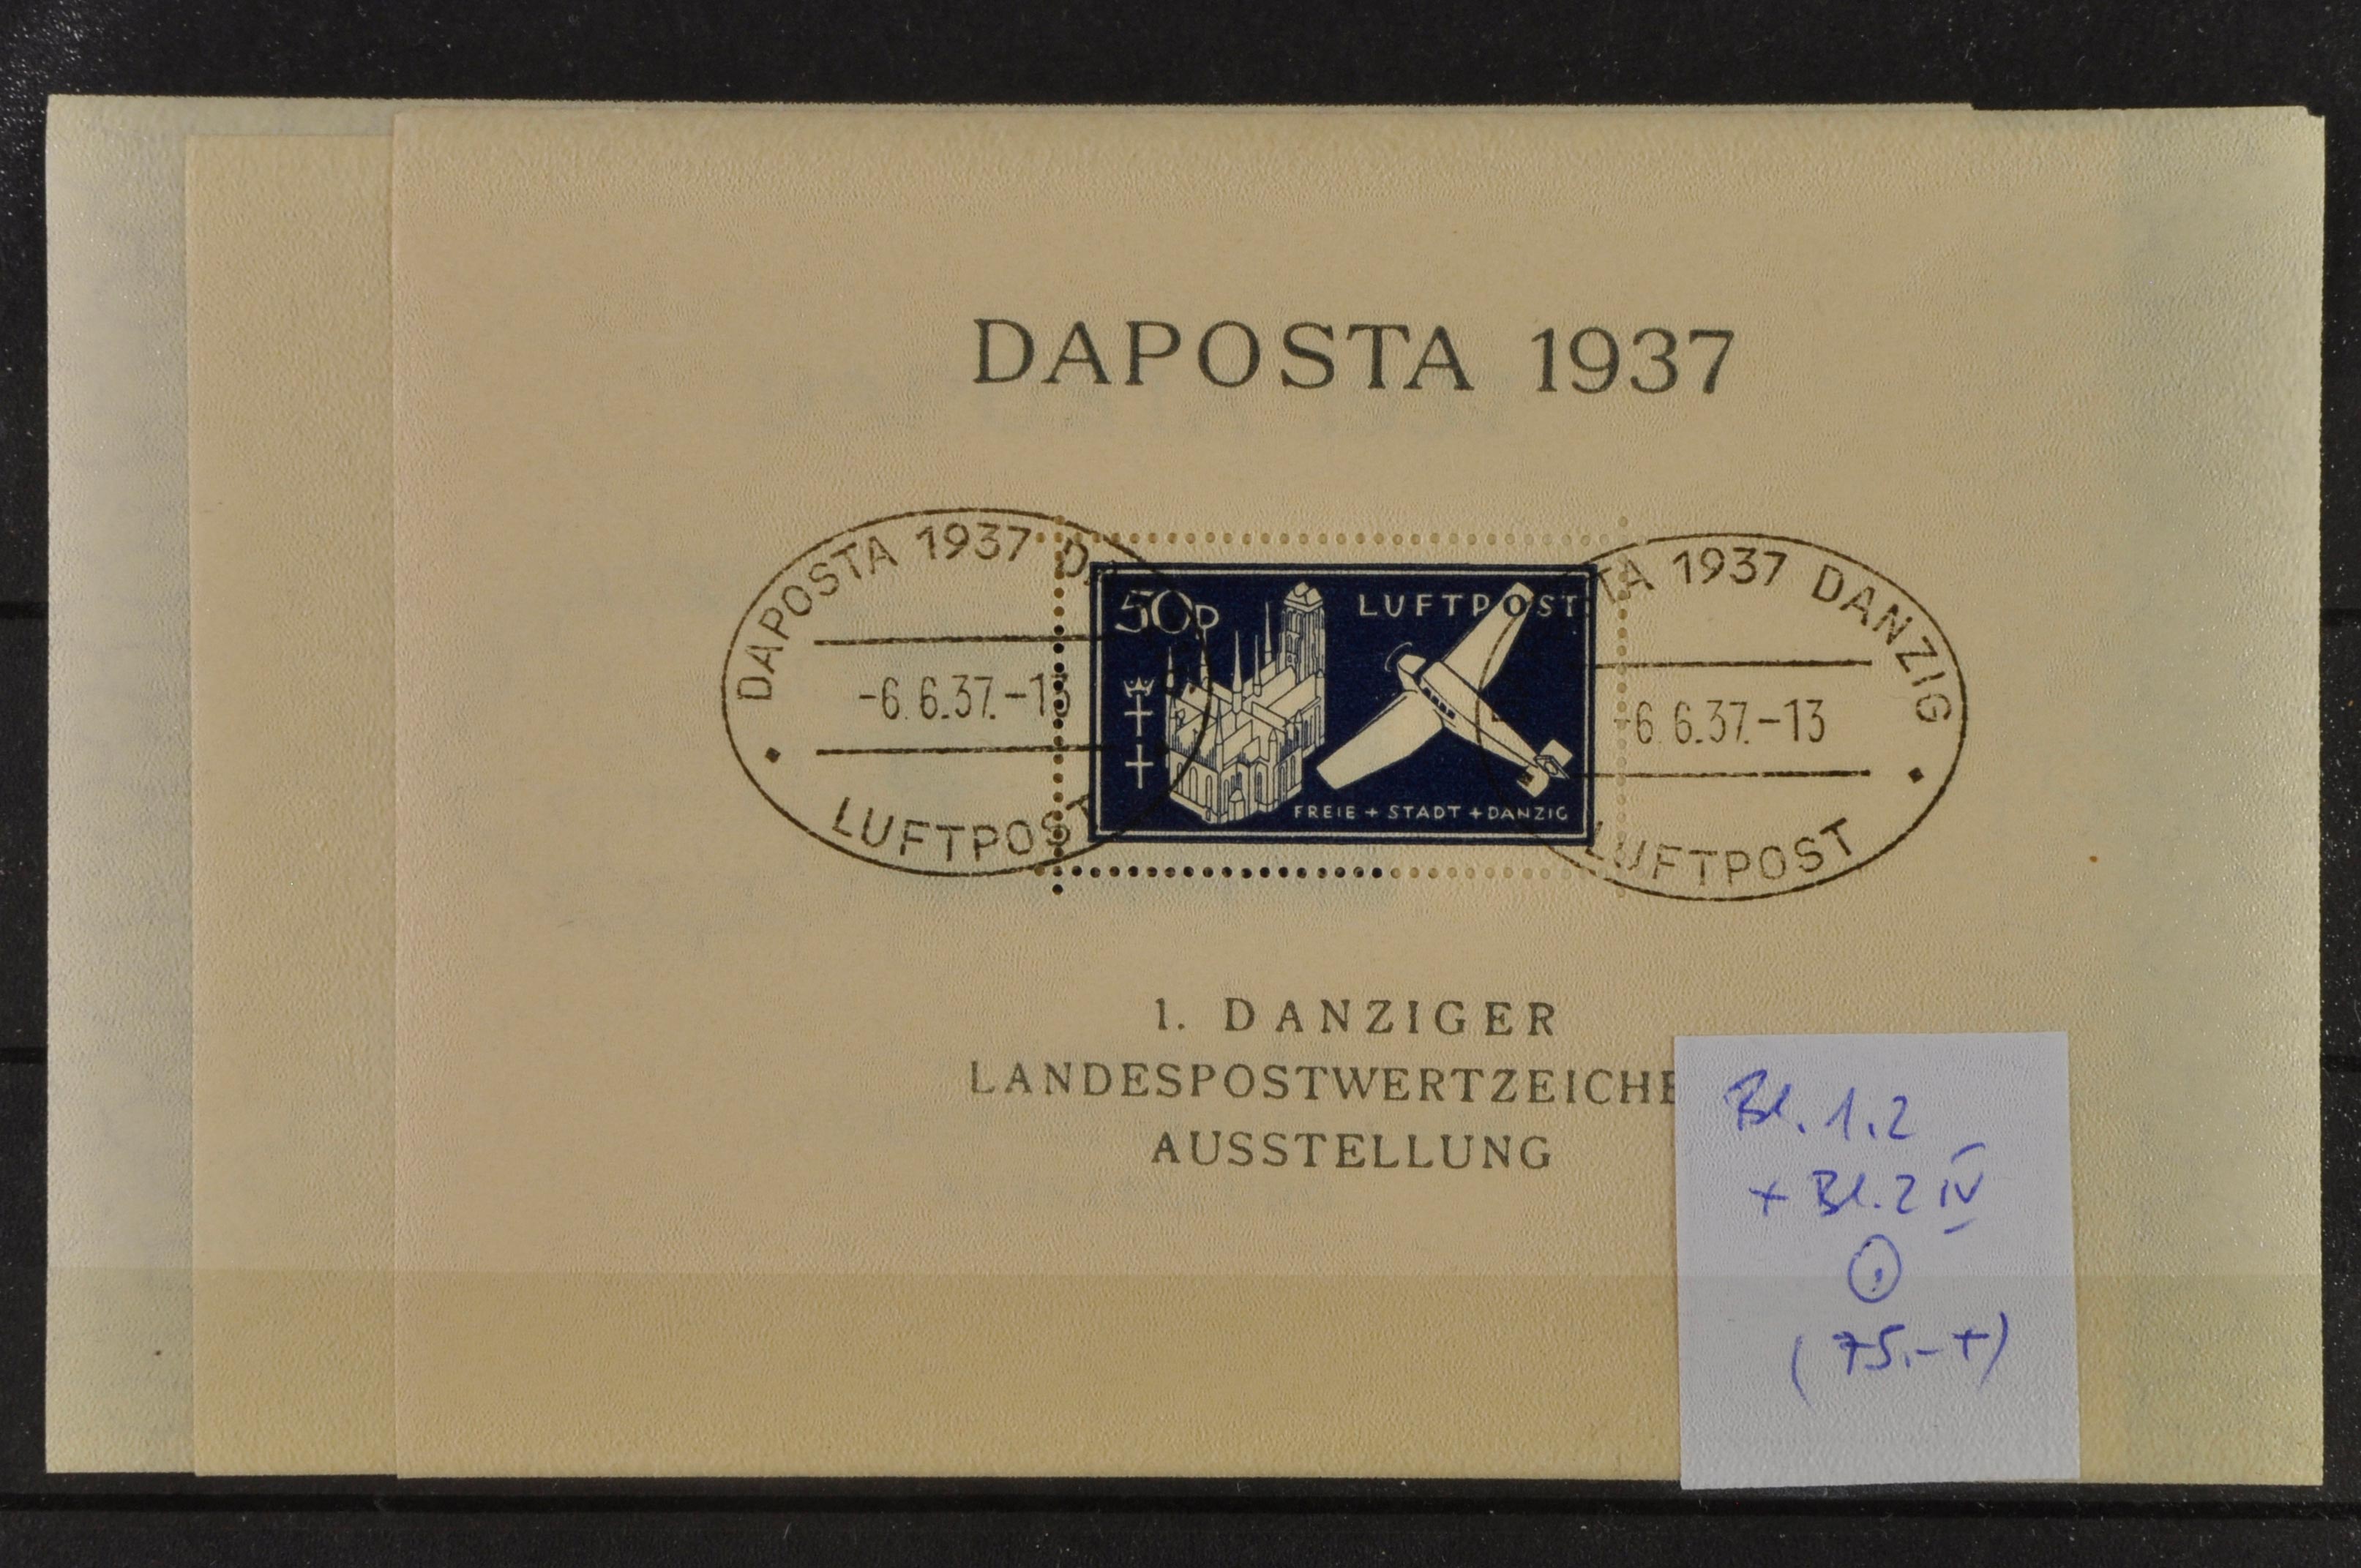 DAPOSTA 1937
DAPOSTA 1937 D
-6.6.37.-13
LUFTPOST
50P
LUFTPOST
FREIE + STADT + DANZIG
TA 1937 DANZIG
-6.6.37.-13
LUFTPOST
1. DANZIGER
LANDESPOSTWERTZEICHE
AUSSTELLUNG
Bl. 1.2
+ Bl. 2 IV
(75.-+)